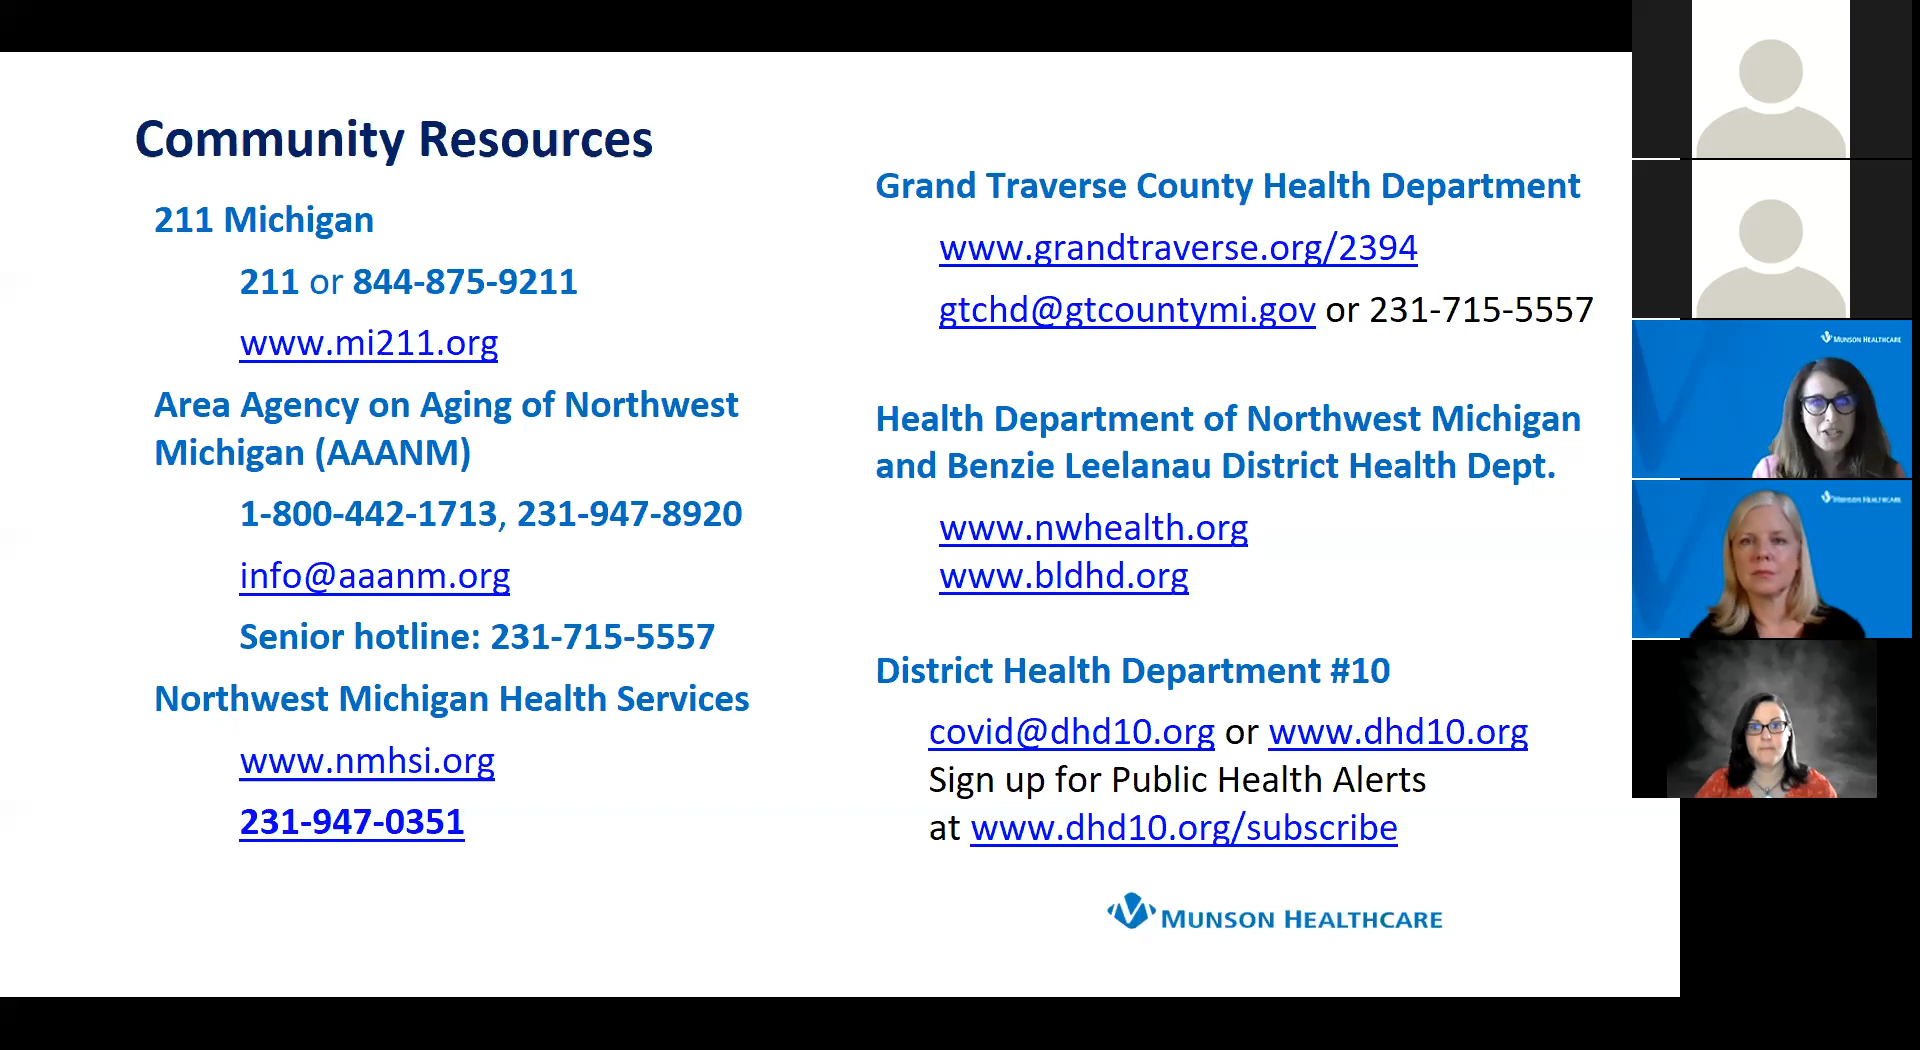 Community Resources
211 Michigan
211 or 844-875-9211
www.mi211.org
Area Agency on Aging of Northwest
Michigan (AAANM)
1-800-442-1713, 231-947-8920
info@aaanm.org
Senior hotline: 231-715-5557
Northwest Michigan Health Services
www.nmhsi.org
231-947-0351
Grand Traverse County Health Department
www.grandtraverse.org/2394
gtchd@gtcountymi.gov or 231-715-5557
Health Department of Northwest Michigan
and Benzie Leelanau District Health Dept.
www.nwhealth.org
www.bldhd.org
District Health Department #10
covid@dhd10.org or www.dhd10.org
Sign up for Public Health Alerts
at www.dhd10.org/subscribe
MUNSON HEALTHCARE
MUNSON HEALTHCARE
MUNSON HEALTHCARE